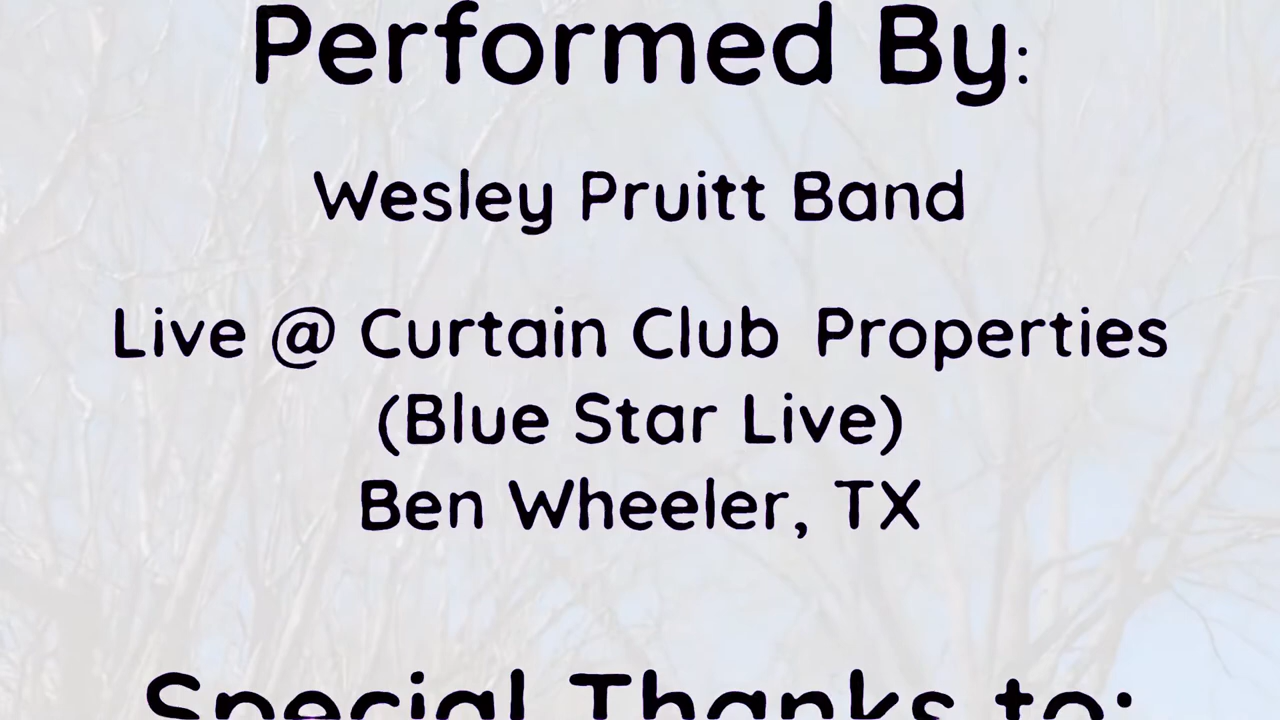 Performed By:
Wesley Pruitt Band
Live @ Curtain Club Properties
(Blue Star Live)
Ben Wheeler, TX
Special Thanks to: